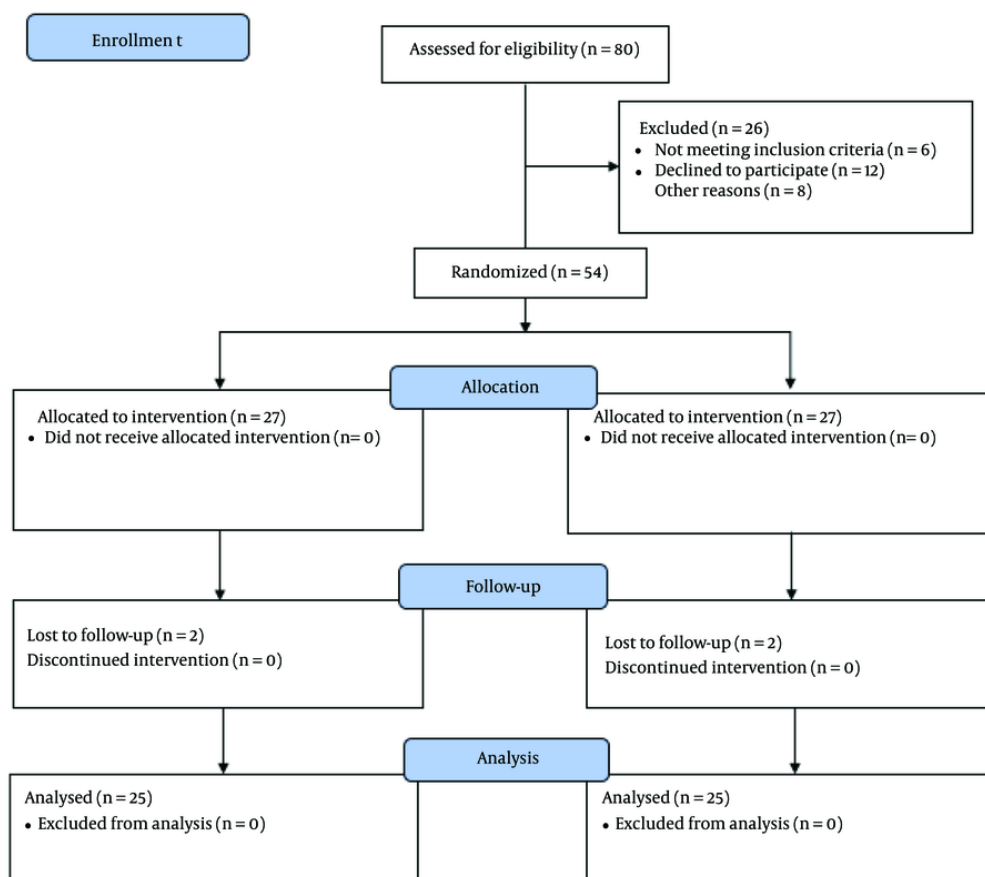 Enrollmen t
Assessed for eligibility (n = 80)
Excluded (n = 26)
• Not meeting inclusion criteria (n = 6)
• Declined to participate (n = 12)
Other reasons (n = 8)
Randomized (n = 54)
Allocation
Allocated to intervention (n = 27)
• Did not receive allocated intervention (n= 0)
Allocated to intervention (n = 27)
• Did not receive allocated intervention (n= 0)
Follow-up
Lost to follow-up (n = 2)
Discontinued intervention (n = 0)
Lost to follow-up (n = 2)
Discontinued intervention (n = 0)
Analysis
Analysed (n = 25)
• Excluded from analysis (n = 0)
Analysed (n = 25)
• Excluded from analysis (n = 0)